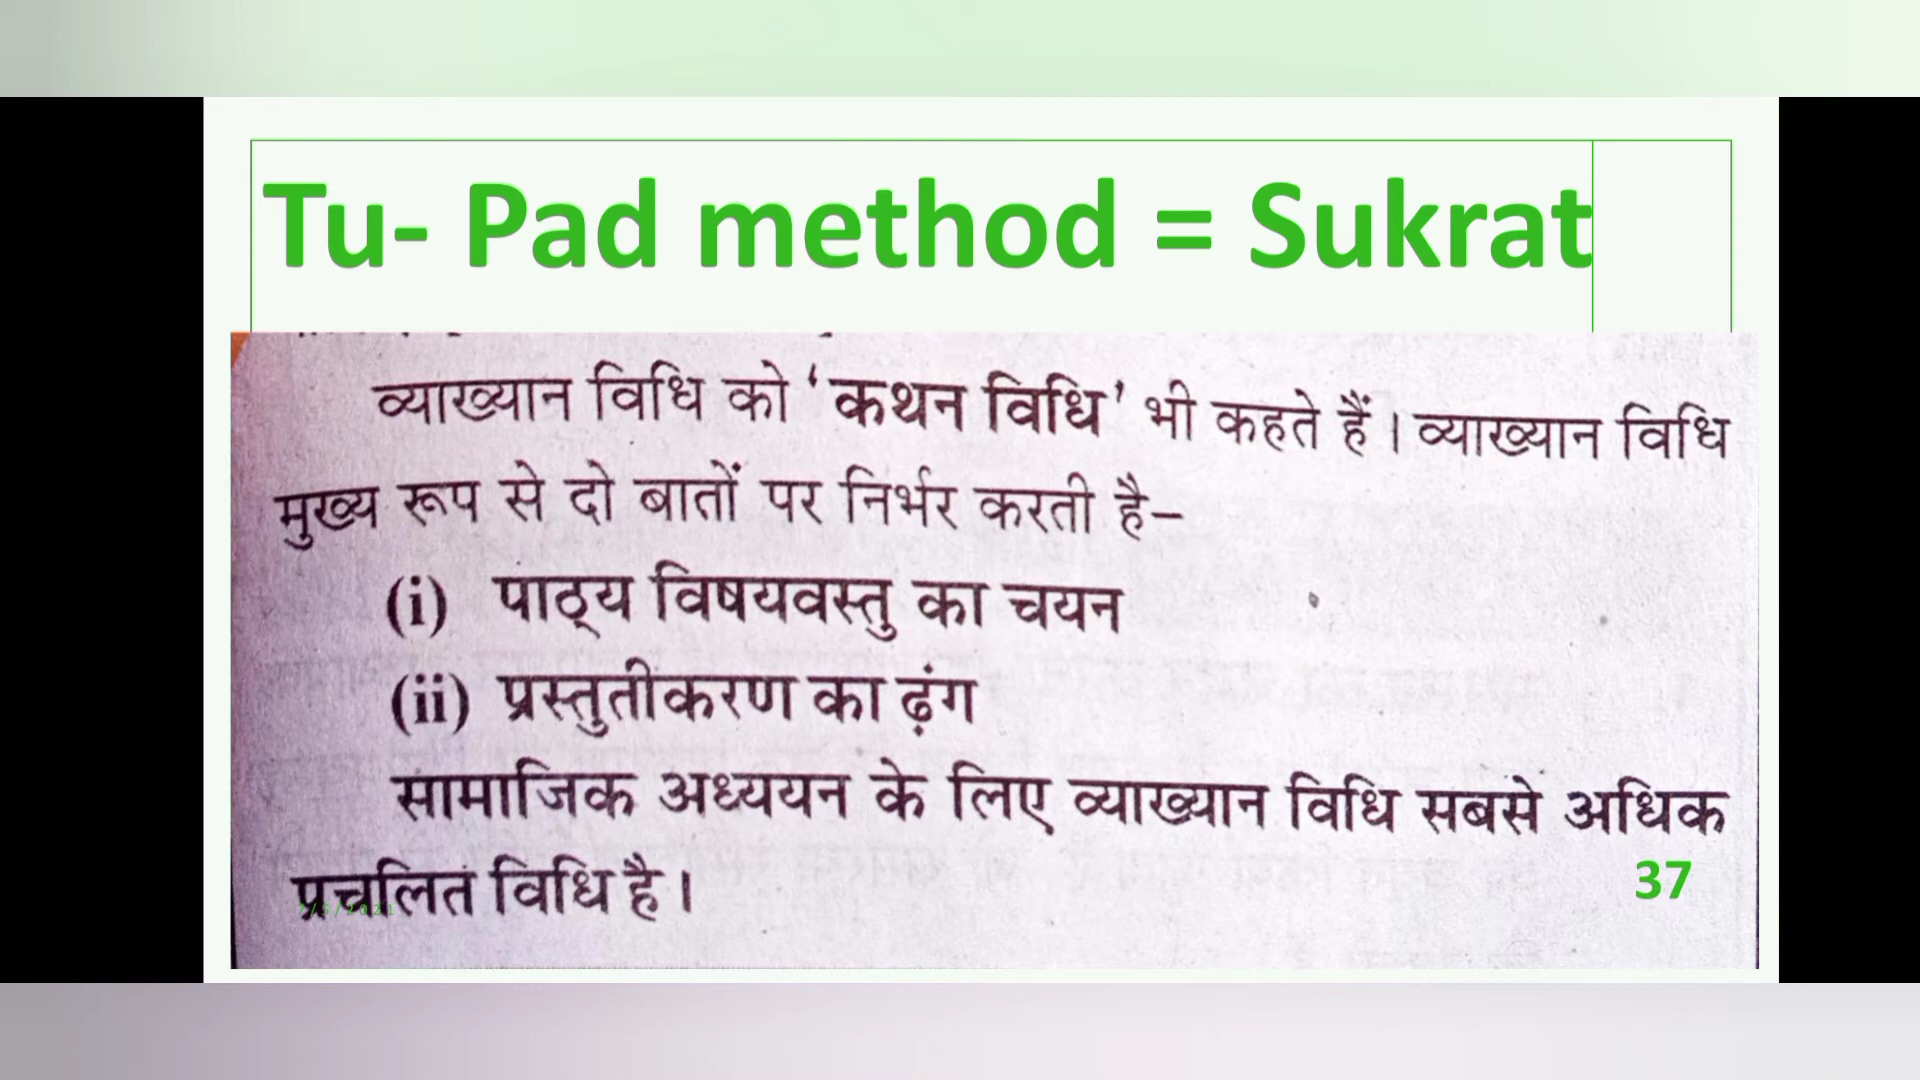 Tu- Pad method = Sukrat
व्याख्यान विधि को ‘कथन विधि’ भी कहते हैं। व्याख्यान विधि
मुख्य रूप से दो बातों पर निर्भर करती है–
(i) पाठ्य विषयवस्तु का चयन
(ii) प्रस्तुतीकरण का ढ़ंग
सामाजिक अध्ययन के लिए व्याख्यान विधि सबसे अधिक
प्रचलित विधि है।
37